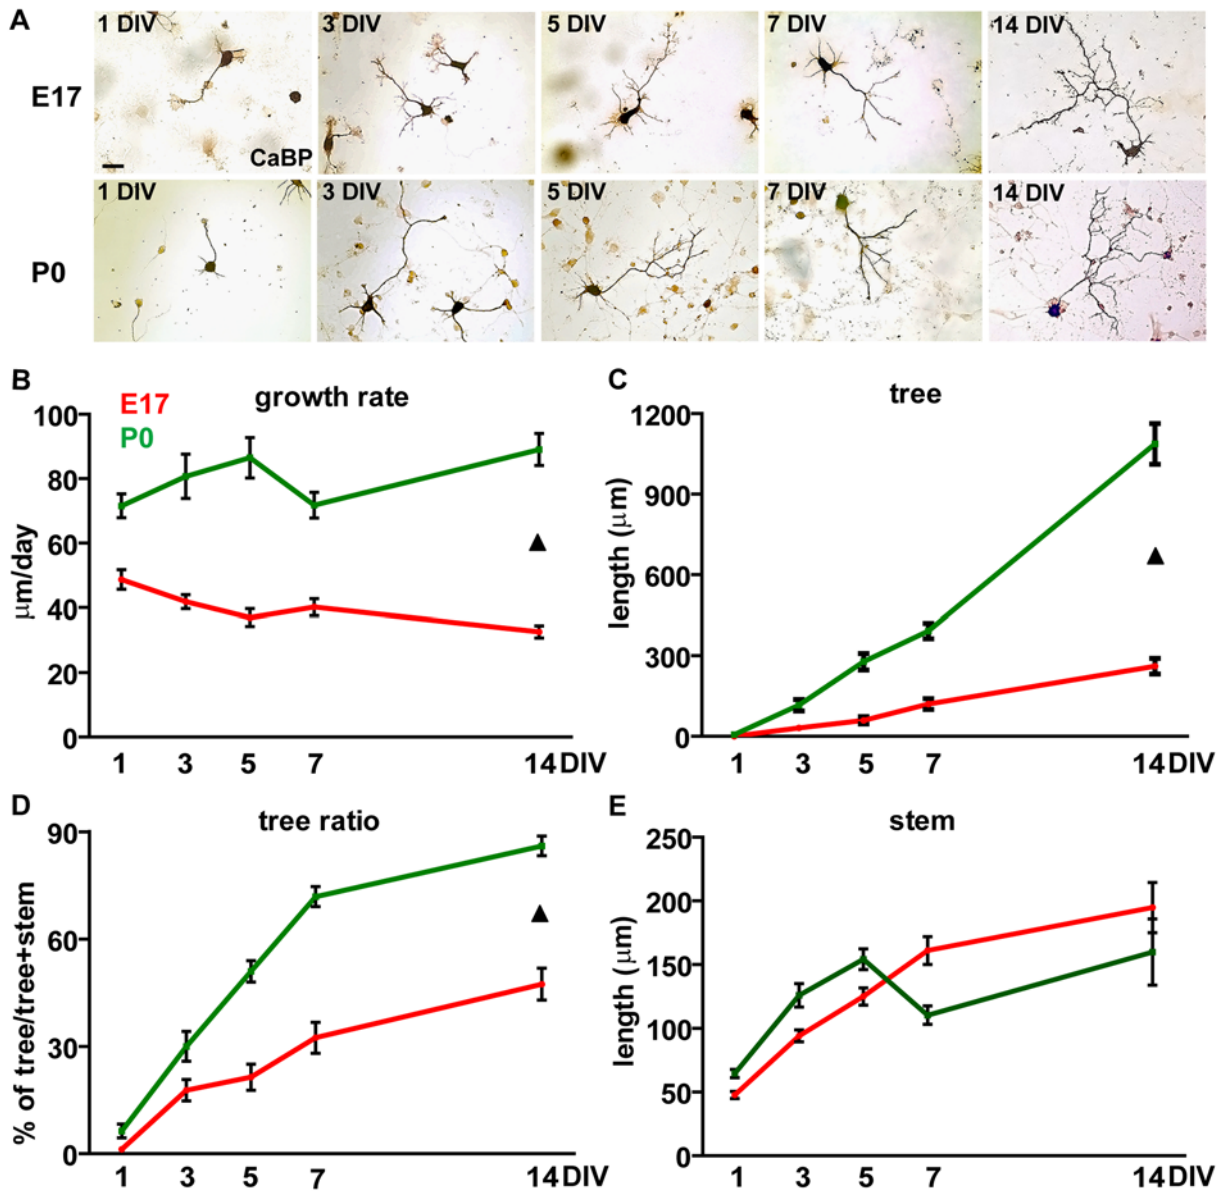 A
1 DIV 3 DIV 5 DIV 7 DIV 14 DIV
E17
CaBP
1 DIV 3 DIV 5 DIV 7 DIV 14 DIV
P0
B
growth rate
E17
P0
100
80
60
40
20
0
μm/day
1 3 5 7 14 DIV
C
tree
1200
900
600
300
0
length (μm)
1 3 5 7 14 DIV
D
tree ratio
90
60
30
0
% of tree/tree+stem
1 3 5 7 14 DIV
E
stem
250
200
150
100
50
0
length (μm)
1 3 5 7 14 DIV